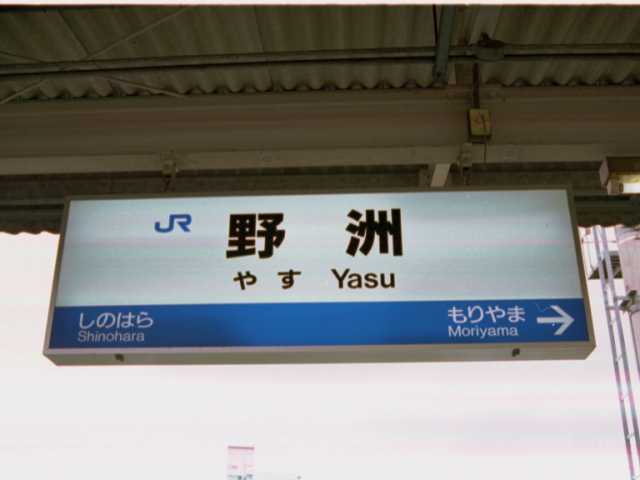 JR 野洲
やす Yasu
しのはら もりやま →
Shinohara Moriyama